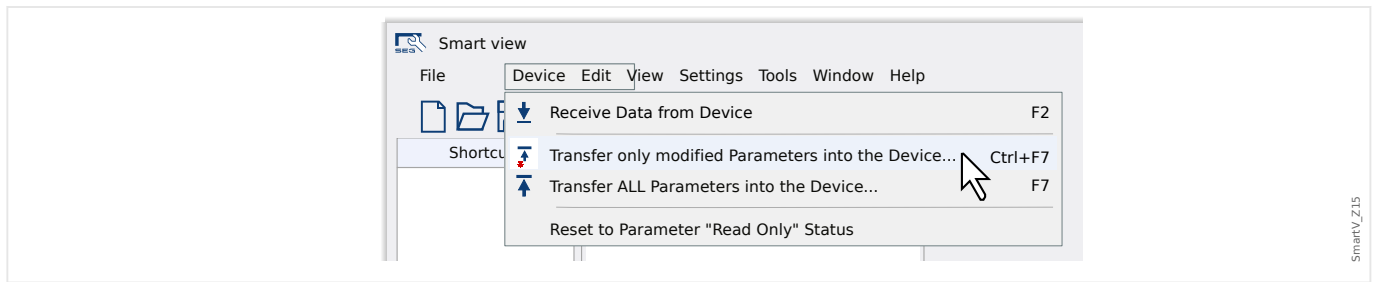 SEG
Smart view
File Device Edit View Settings Tools Window Help
Receive Data from Device F2
Shortcu
Transfer only modified Parameters into the Device... Ctrl+F7
Transfer ALL Parameters into the Device... F7
Reset to Parameter "Read Only" Status
SmartV_Z15